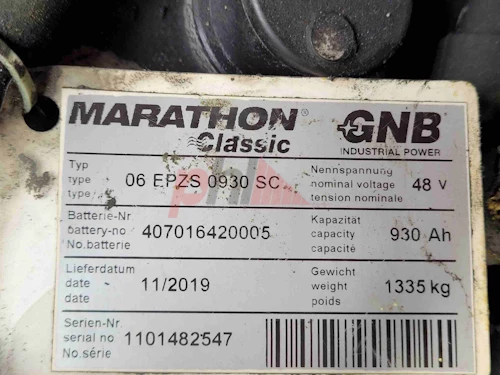 MARATHON®
Classic
GNB
INDUSTRIAL POWER
Typ
type
type
06 EPZS 0930 SC
Nennspannung
nominal voltage
tension nominale
48 V
Batterie-Nr
battery-no
No.batterie
407016420005
Kapazitat
capacity
capacité
930 Ah
Lieferdatum
date
date
11/2019
Gewicht
weight
poids
1335 kg
Serien-Nr
serial no
No.série
1101482547